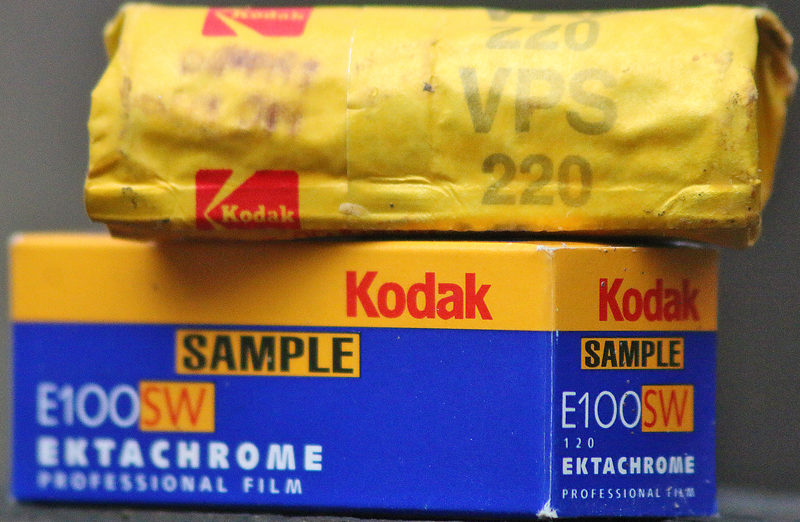 Kodak
220
VPS
220
Kodak
Kodak
SAMPLE
E100SW
EKTACHROME
PROFESSIONAL FILM
Kodak
SAMPLE
E100SW
120
EKTACHROME
PROFESSIONAL FILM